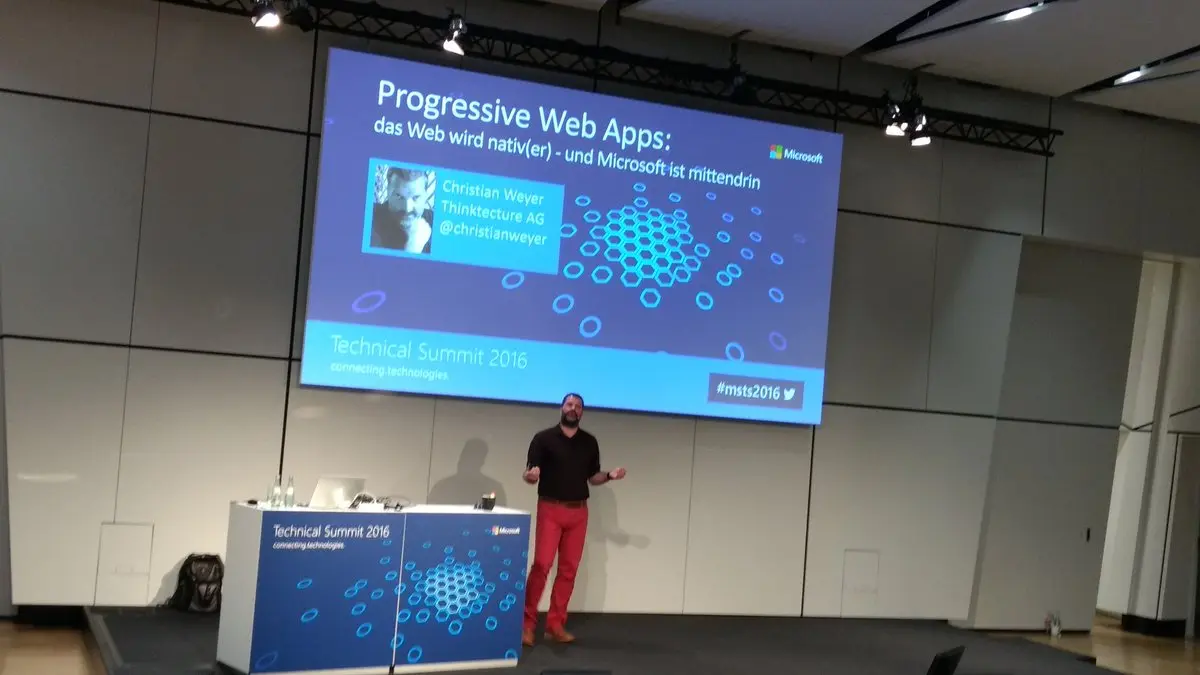 Progressive Web Apps:
das Web wird nativ(er) - und Microsoft ist mittendrin
Microsoft
Christian Weyer
Thinktecture AG
@christianweyer
Technical Summit 2016
connecting.technologies.
#msts2016
Technical Summit 2016
connecting.technologies.
Microsoft